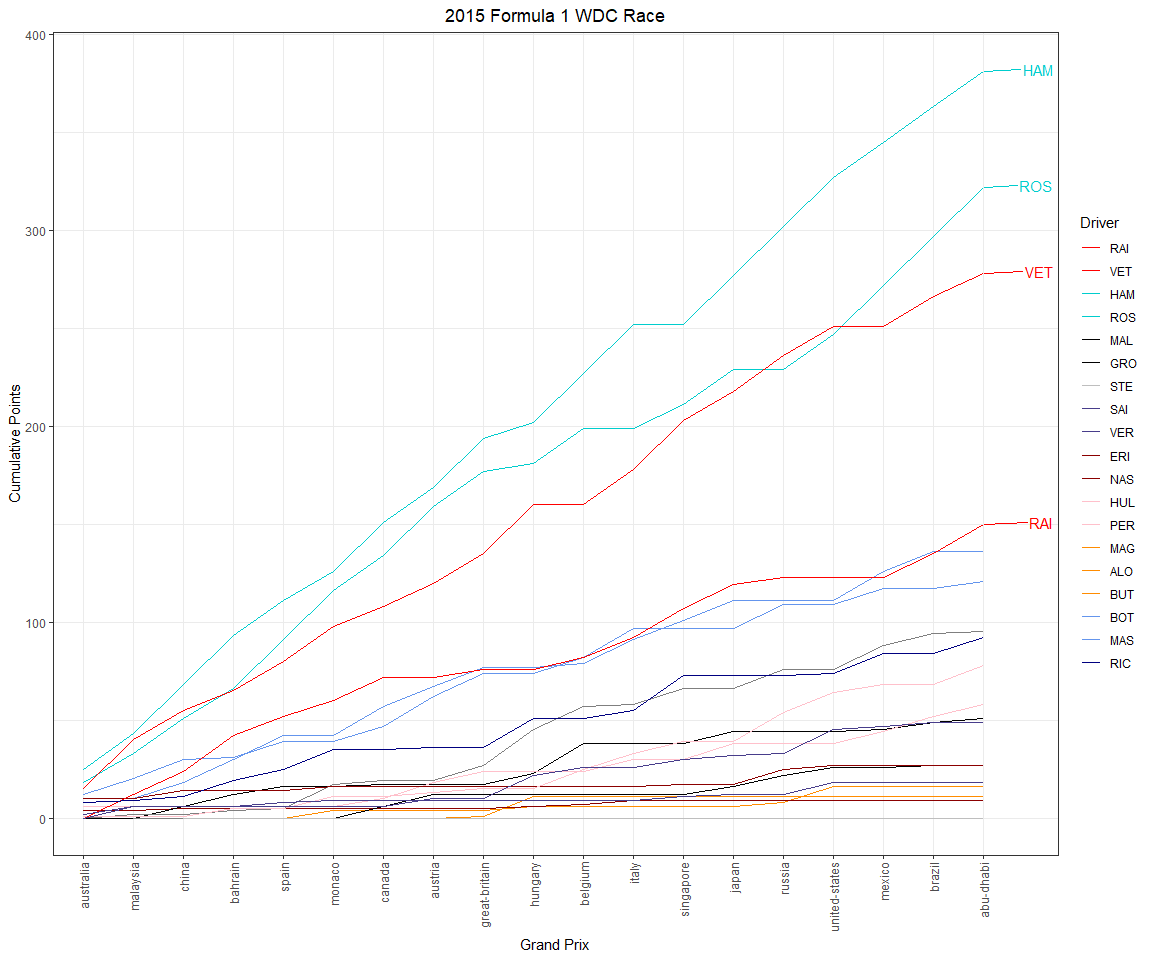 2015 Formula 1 WDC Race
400
300
200
100
0
Cumulative Points
HAM
ROS
VET
RAI
australia
malaysia
china
bahrain
spain
monaco
canada
austria
great-britain
hungary
belgium
italy
singapore
japan
russia
united-states
mexico
brazil
abu-dhabi
Grand Prix
Driver
RAI
VET
HAM
ROS
MAL
GRO
STE
SAI
VER
ERI
NAS
HUL
PER
MAG
ALO
BUT
BOT
MAS
RIC